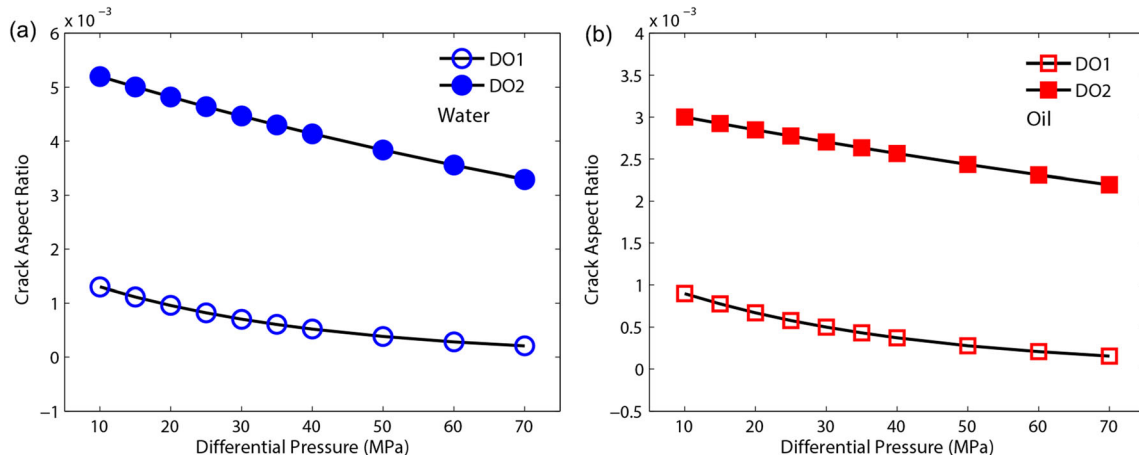 (a)
x 10 −3
6
5
4
3
2
1
0
−1
Crack Aspect Ratio
DO1
DO2
Water
10 20 30 40 50 60 70
Differential Pressure (MPa)
(b)
x 10 −3
4
3.5
3
2.5
2
1.5
1
0.5
0
−0.5
Crack Aspect Ratio
DO1
DO2
Oil
10 20 30 40 50 60 70
Differential Pressure (MPa)